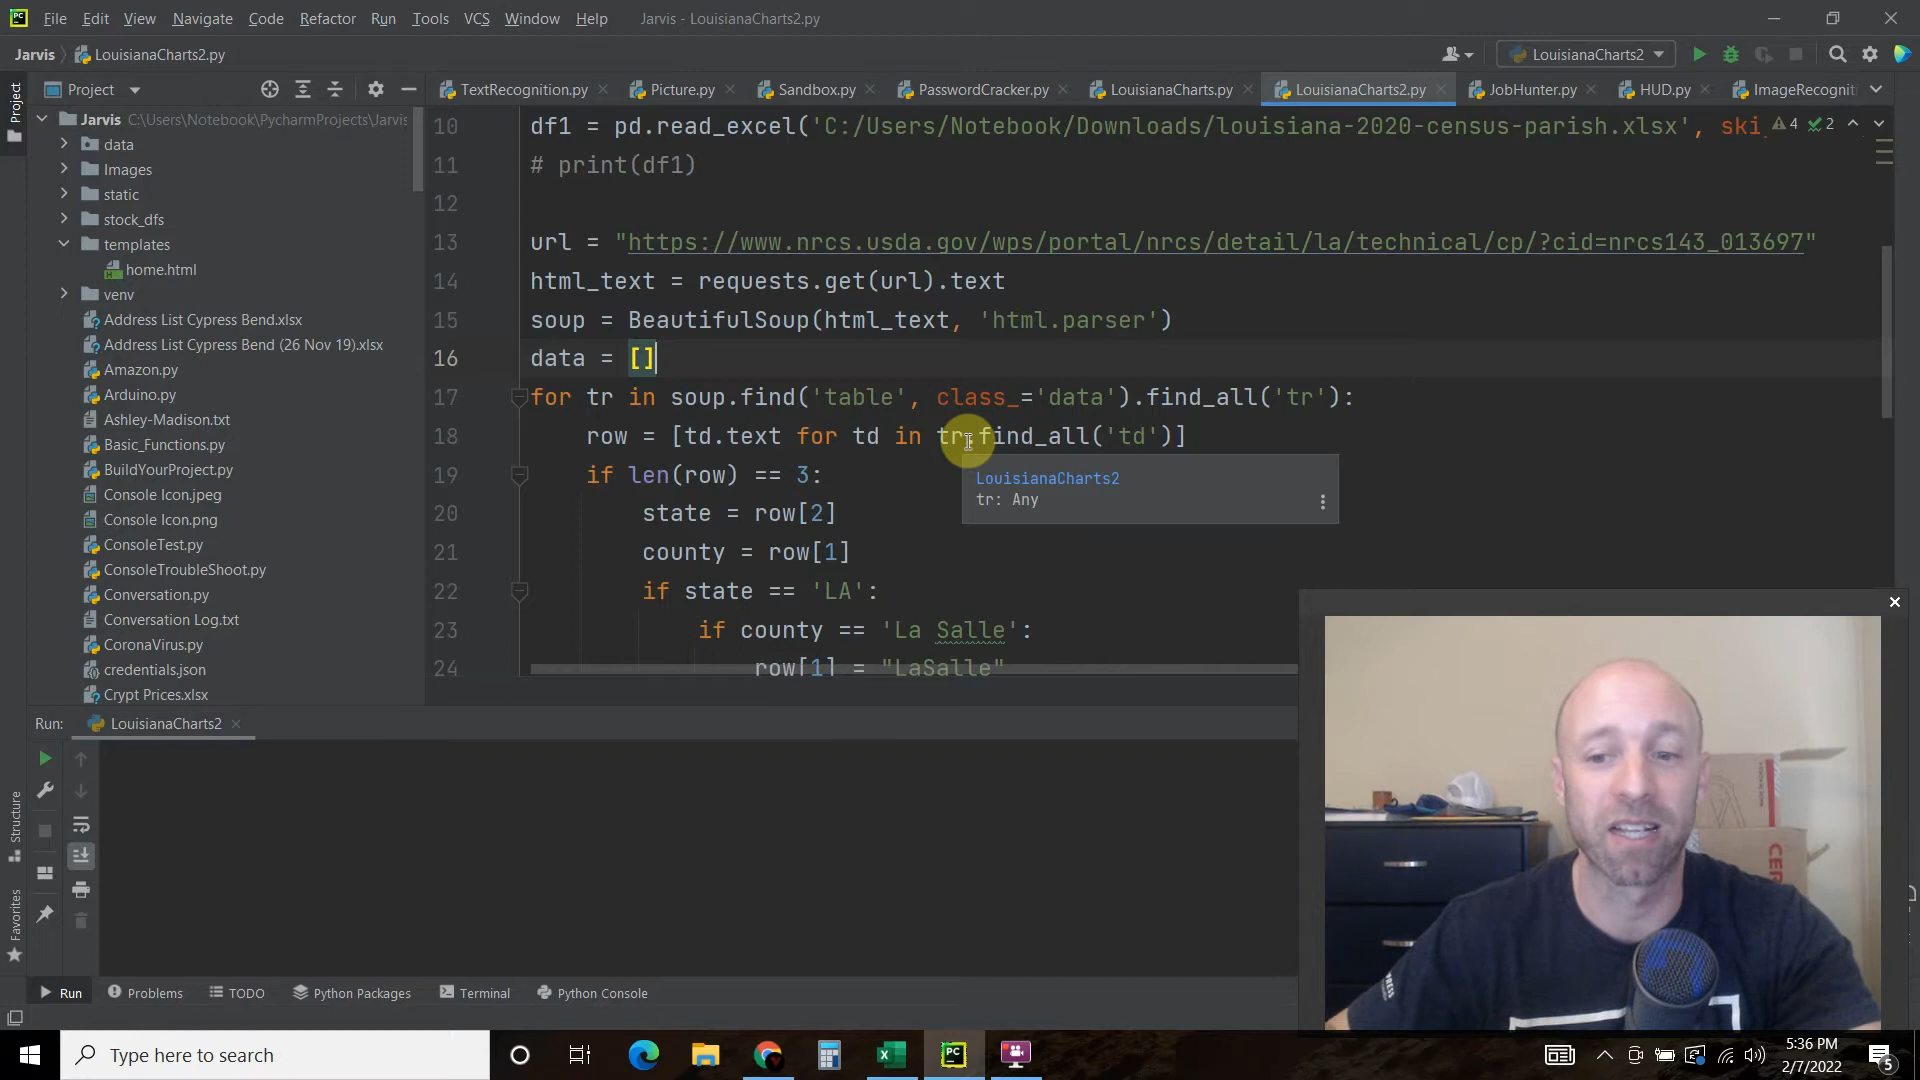 PC File Edit View Navigate Code Refactor Run Tools VCS Window Help Jarvis - LouisianaCharts2.py
Jarvis LouisianaCharts2.py LouisianaCharts2
Project TextRecognition.py Picture.py Sandbox.py PasswordCracker.py LouisianaCharts.py LouisianaCharts2.py JobHunter.py HUD.py ImageRecognit
Project
Jarvis C:\Users\Notebook\PycharmProjects\Jarvis
data
Images
static
stock_dfs
templates
home.html
venv
Address List Cypress Bend.xlsx
Address List Cypress Bend (26 Nov 19).xlsx
Amazon.py
Arduino.py
Ashley-Madison.txt
Basic_Functions.py
BuildYourProject.py
Console Icon.jpeg
Console Icon.png
ConsoleTest.py
ConsoleTroubleShoot.py
Conversation.py
Conversation Log.txt
CoronaVirus.py
credentials.json
Crypt Prices.xlsx
10 df1 = pd.read_excel('C:/Users/Notebook/Downloads/louisiana-2020-census-parish.xlsx', ski 4 2
11 # print(df1)
12
13 url = "https://www.nrcs.usda.gov/wps/portal/nrcs/detail/la/technical/cp/?cid=nrcs143_013697"
14 html_text = requests.get(url).text
15 soup = BeautifulSoup(html_text, 'html.parser')
16 data = []
17 for tr in soup.find('table', class_='data').find_all('tr'):
18 row = [td.text for td in tr.find_all('td')]
19 if len(row) == 3:
20 state = row[2]
21 county = row[1]
22 if state == 'LA':
23 if county == 'La Salle':
24 row[1] = "LaSalle"
LouisianaCharts2
tr: Any
Run: LouisianaCharts2
Structure
Favorites
Run Problems TODO Python Packages Terminal Python Console
Type here to search
PC
5:36 PM
2/7/2022
5